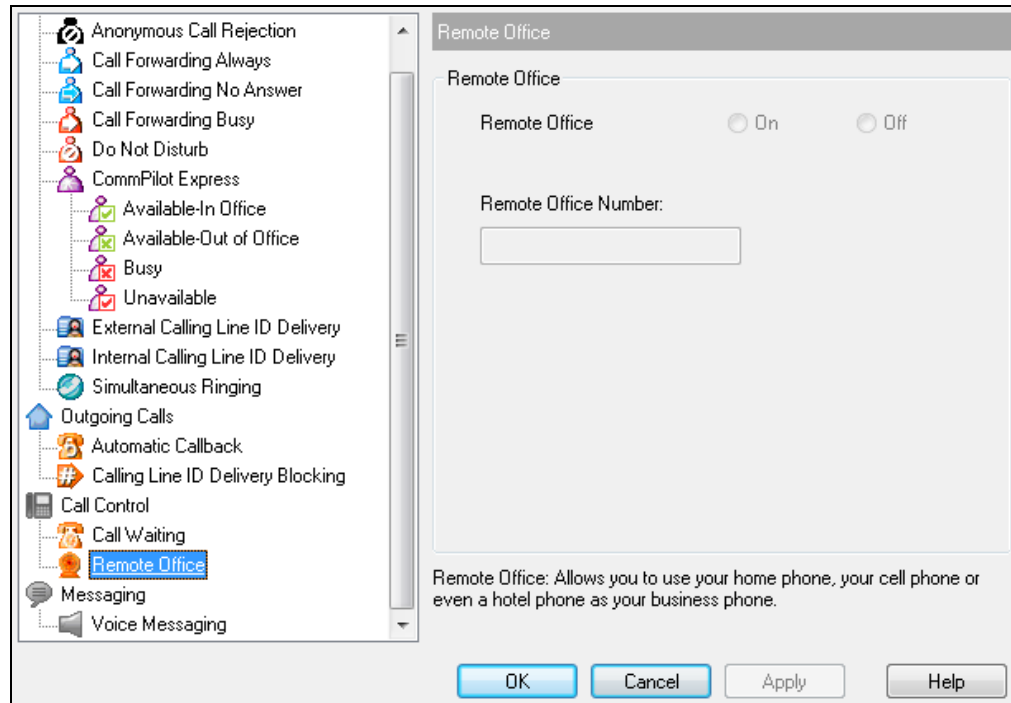 Anonymous Call Rejection
Call Forwarding Always
Call Forwarding No Answer
Call Forwarding Busy
Do Not Disturb
CommPilot Express
Available-In Office
Available-Out of Office
Busy
Unavailable
External Calling Line ID Delivery
Internal Calling Line ID Delivery
Simultaneous Ringing
Outgoing Calls
Automatic Callback
Calling Line ID Delivery Blocking
Call Control
Call Waiting
Remote Office
Messaging
Voice Messaging
Remote Office
Remote Office
Remote Office On Off
Remote Office Number:
Remote Office: Allows you to use your home phone, your cell phone or
even a hotel phone as your business phone.
OK Cancel Apply Help